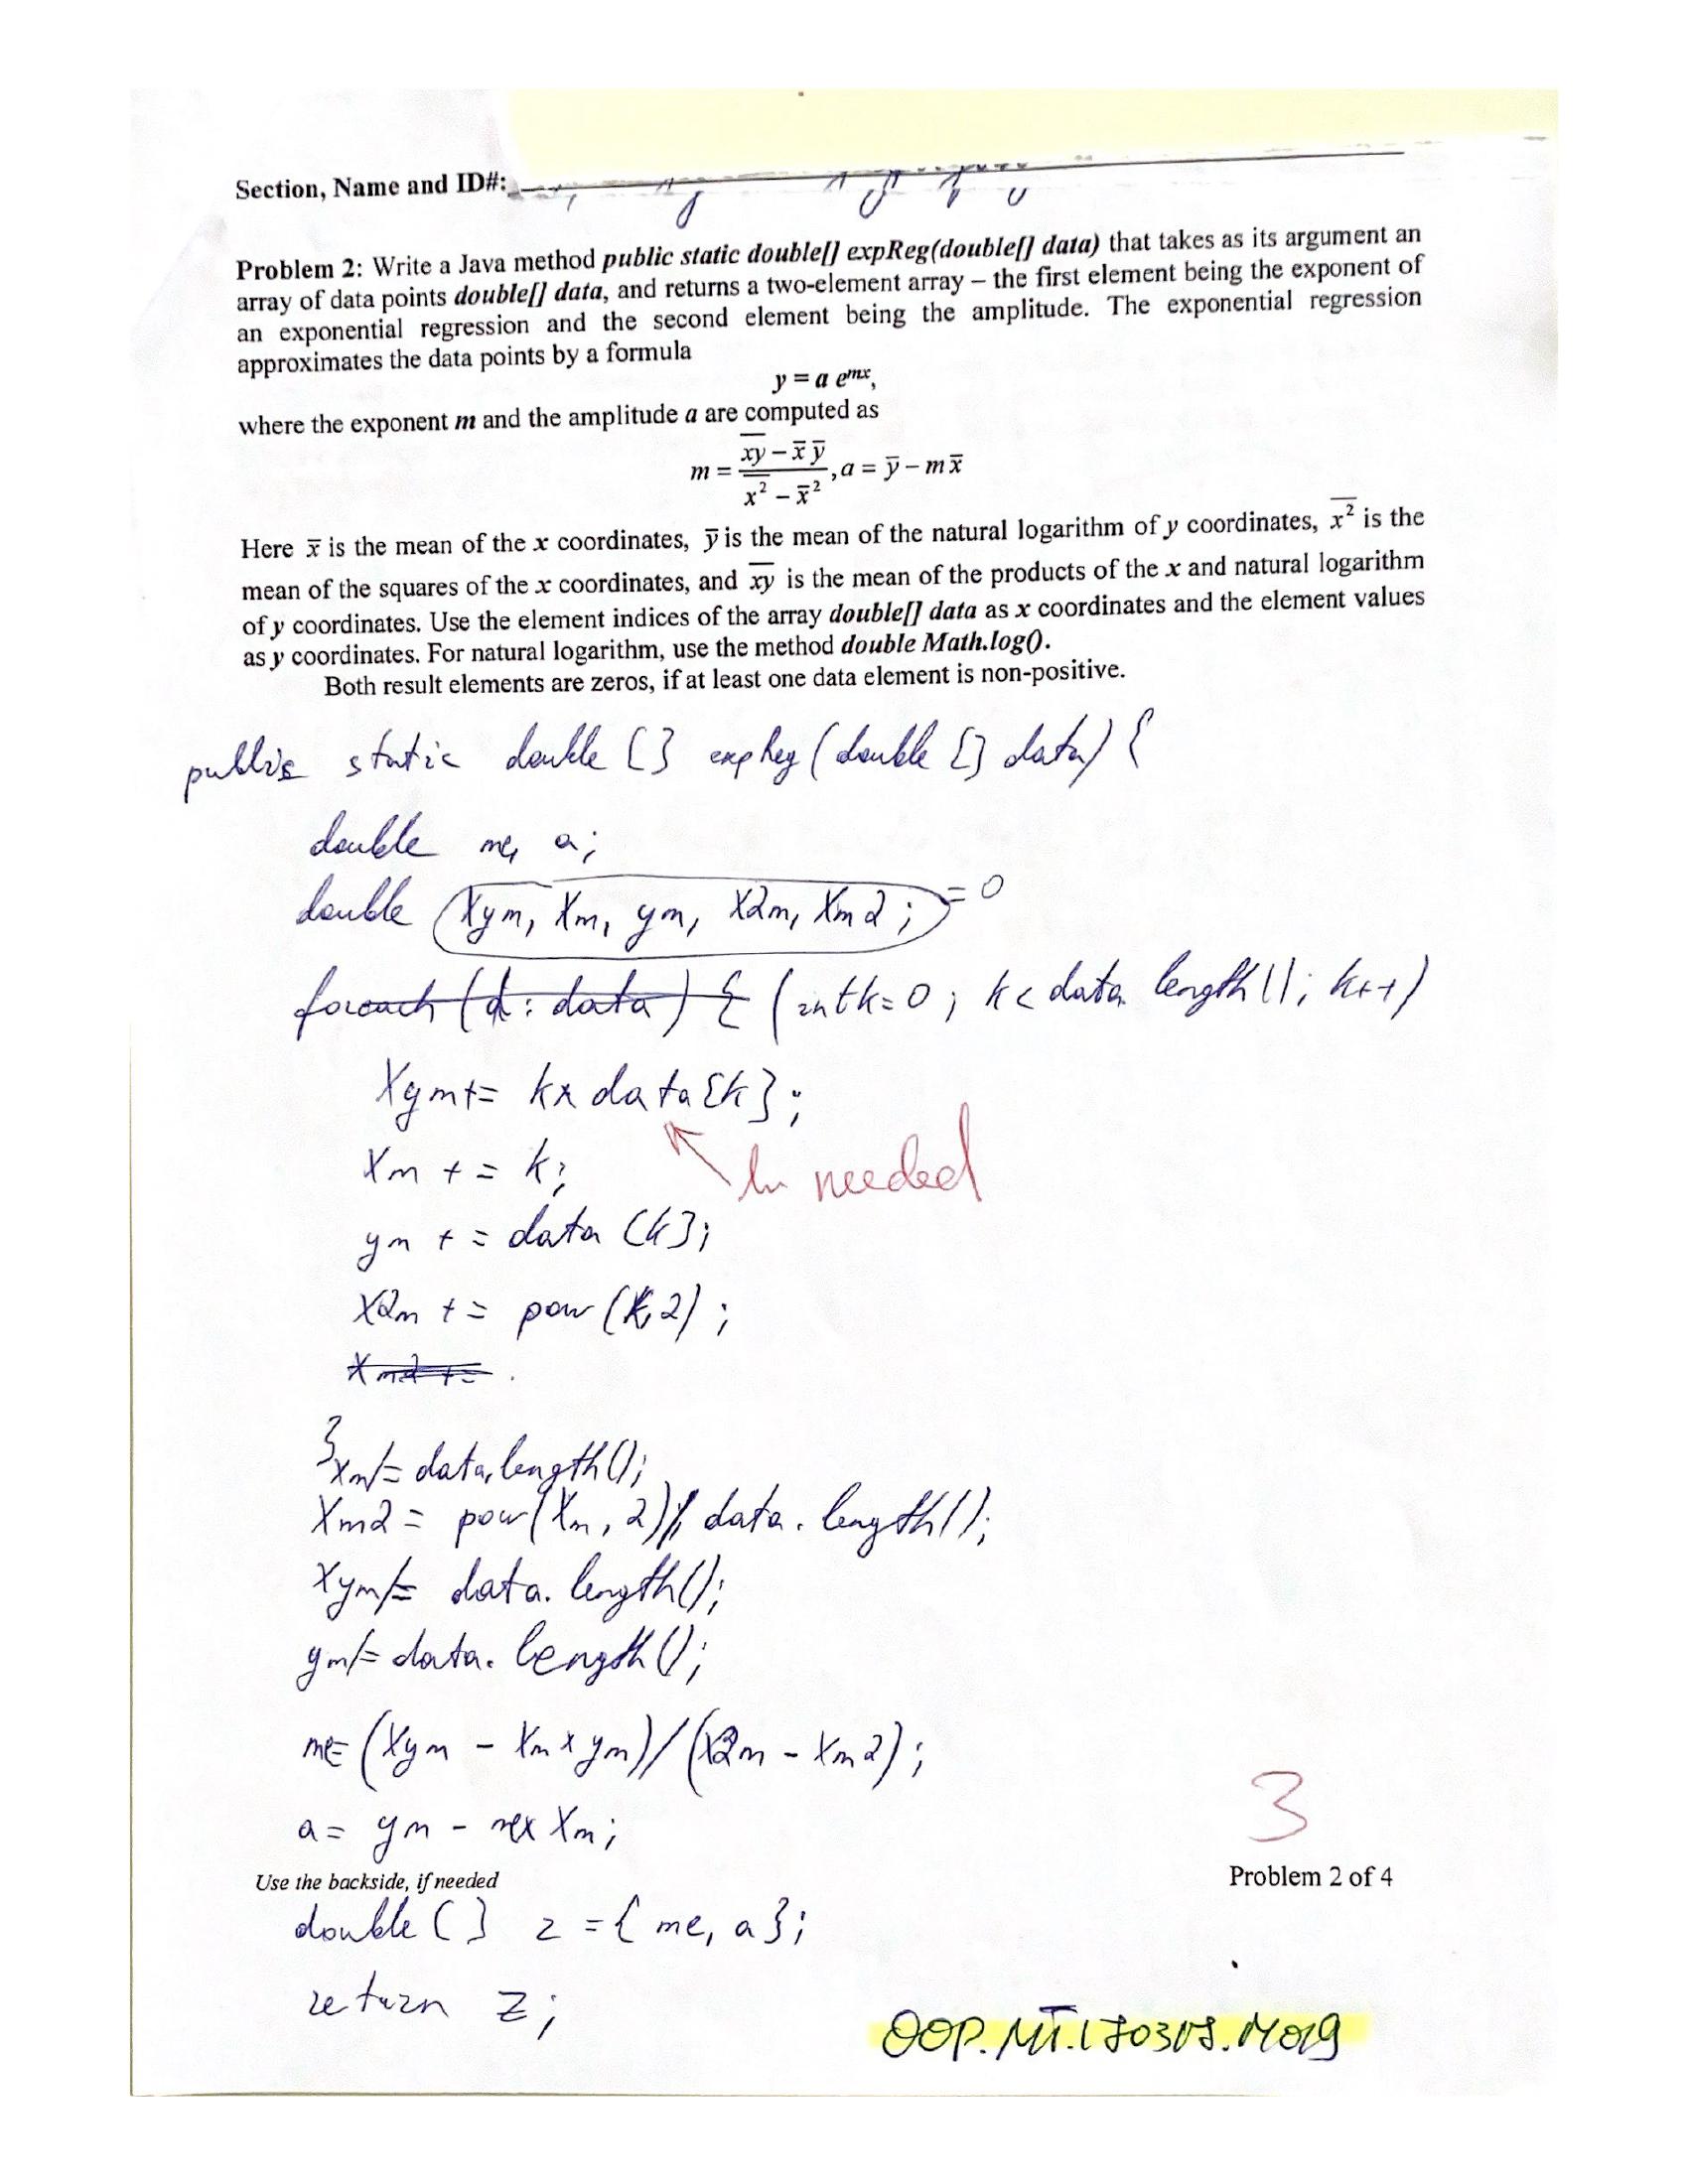 Section, Name and ID#:
Problem 2: Write a Java method public static double[] expReg(double[] data) that takes as its argument an
array of data points double[] data, and returns a two-element array – the first element being the exponent of
an exponential regression and the second element being the amplitude. The exponential regression
approximates the data points by a formula
y = a e^{mx},
where the exponent m and the amplitude a are computed as
m = \frac{\overline{xy} - \bar{x}\bar{y}}{\overline{x^2} - \bar{x}^2}, a = \bar{y} - m\bar{x}
Here x̄ is the mean of the x coordinates, ȳ is the mean of the natural logarithm of y coordinates, \overline{x^2} is the
mean of the squares of the x coordinates, and \overline{xy} is the mean of the products of the x and natural logarithm
of y coordinates. Use the element indices of the array double[] data as x coordinates and the element values
as y coordinates. For natural logarithm, use the method double Math.log().
Both result elements are zeros, if at least one data element is non-positive.
public static double [] expReg (double [] data) {
double me, a;
double Xym, Xm, ym, X2m, Xm2; = 0
foreach (d : data) { (int k=0; k < data.length(); k++)
Xym += k * data[k];
ln needed
Xm += k;
ym += data [k];
X2m += pow (k,2);
Xm2 +=
}
Xm /= data.length();
Xm2 = pow(Xm, 2) / data.length();
Xym /= data.length();
ym /= data.length();
me = (Xym - Xm * ym) / (X2m - Xm2);
a = ym - me * Xm;
3
Use the backside, if needed
Problem 2 of 4
double [] z = { me, a };
return z;
OOP.MT.170308.M019